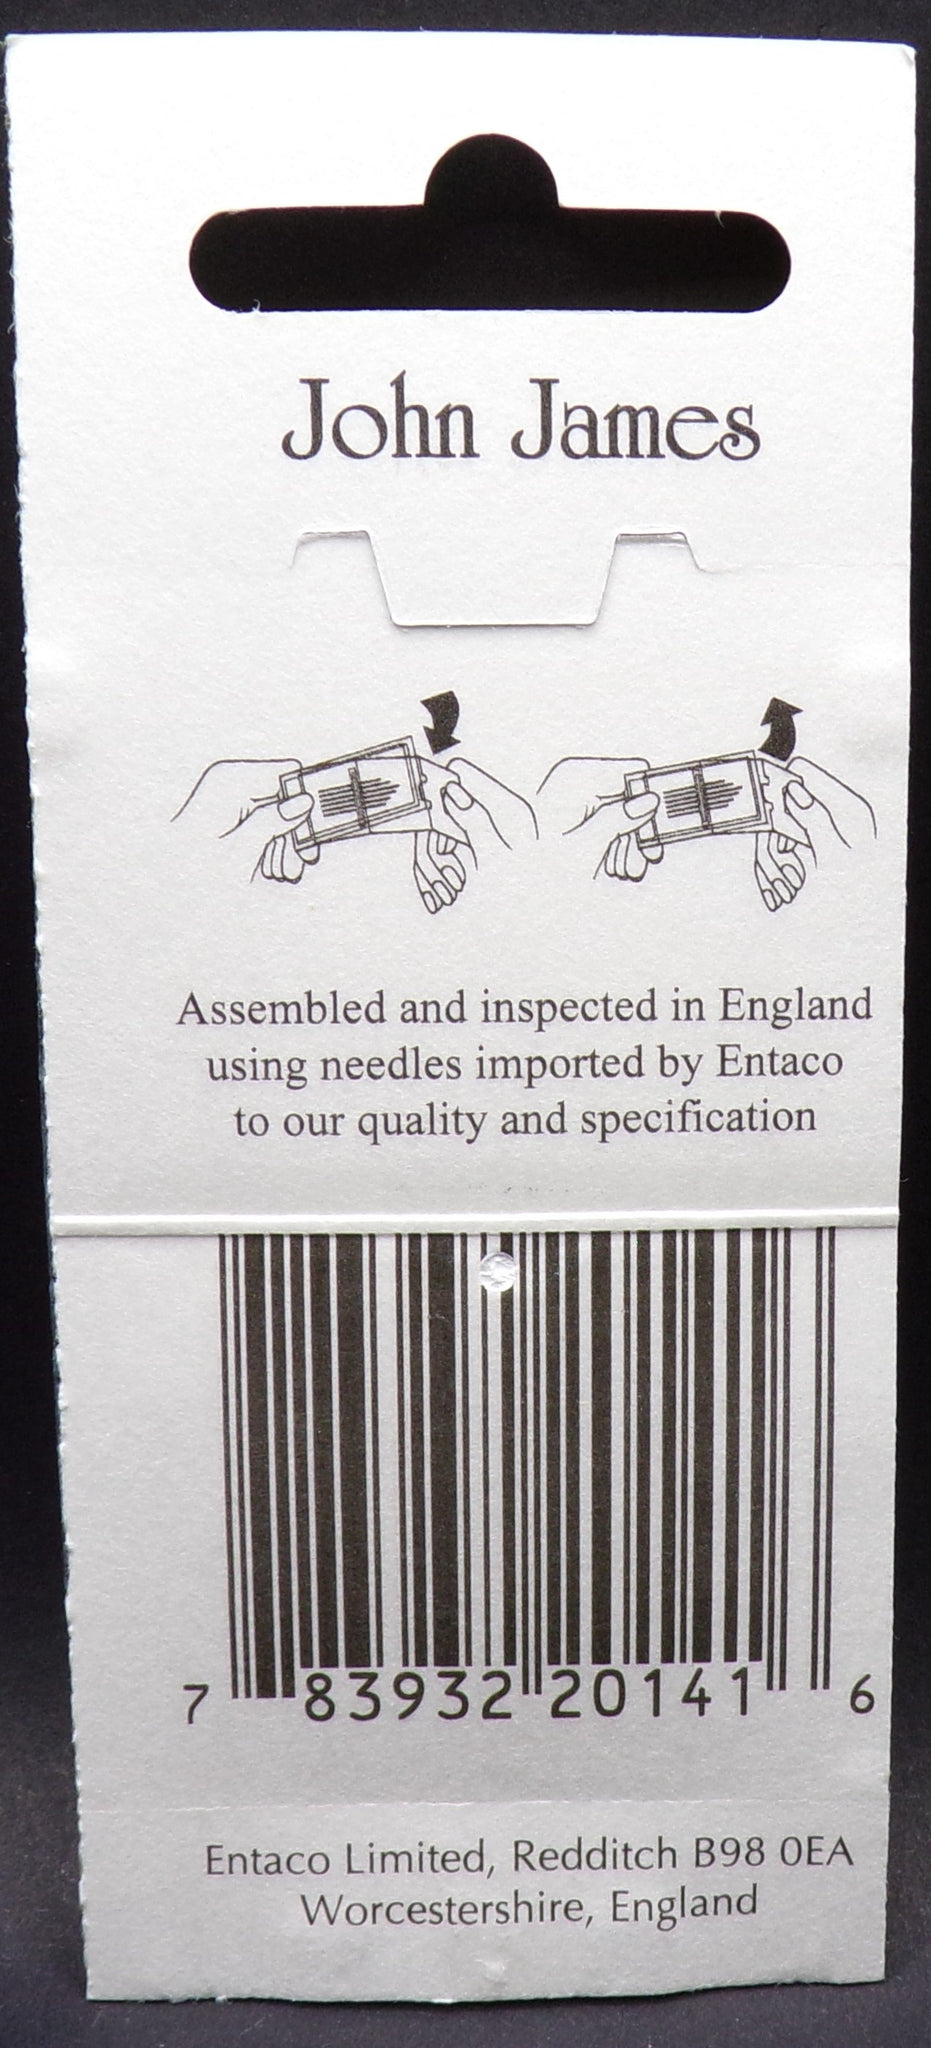 John James
Assembled and inspected in England
using needles imported by Entaco
to our quality and specification
7 83932 20141 6
Entaco Limited, Redditch B98 0EA
Worcestershire, England